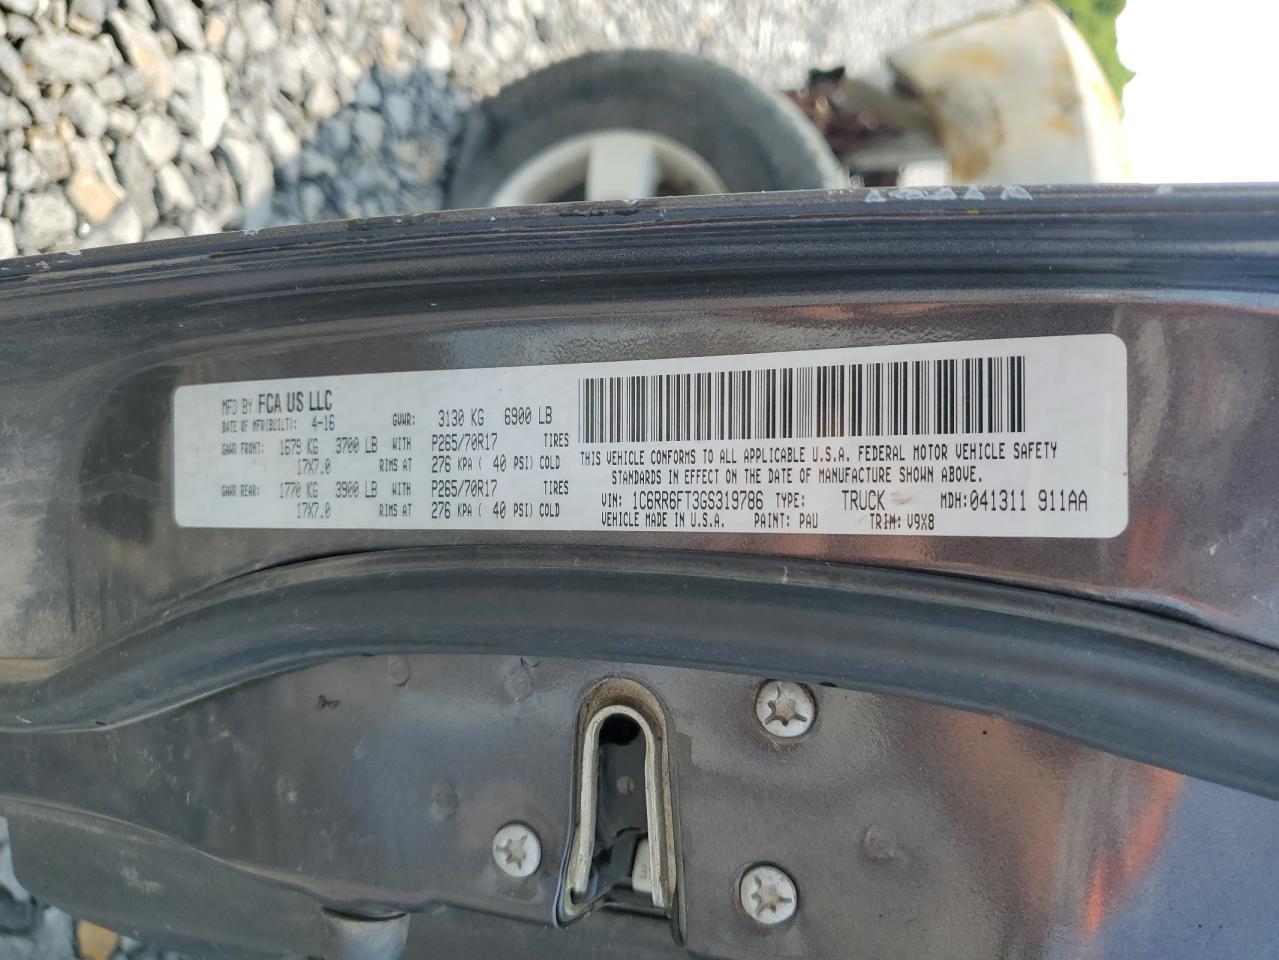 MFD BY FCA US LLC
DATE OF MFR(BUILT): 4-16 GVWR: 3130 KG 6900 LB
GAWR FRONT: 1679 KG 3700 LB WITH P265/70R17 TIRES
17X7.0 RIMS AT 276 KPA ( 40 PSI) COLD
GAWR REAR: 1770 KG 3900 LB WITH P265/70R17 TIRES
17X7.0 RIMS AT 276 KPA ( 40 PSI) COLD
THIS VEHICLE CONFORMS TO ALL APPLICABLE U.S.A. FEDERAL MOTOR VEHICLE SAFETY
STANDARDS IN EFFECT ON THE DATE OF MANUFACTURE SHOWN ABOVE.
VIN: 1C6RR6FT3GS319786 TYPE: TRUCK MDH:041311 911AA
VEHICLE MADE IN U.S.A. PAINT: PAU TRIM: V9X8